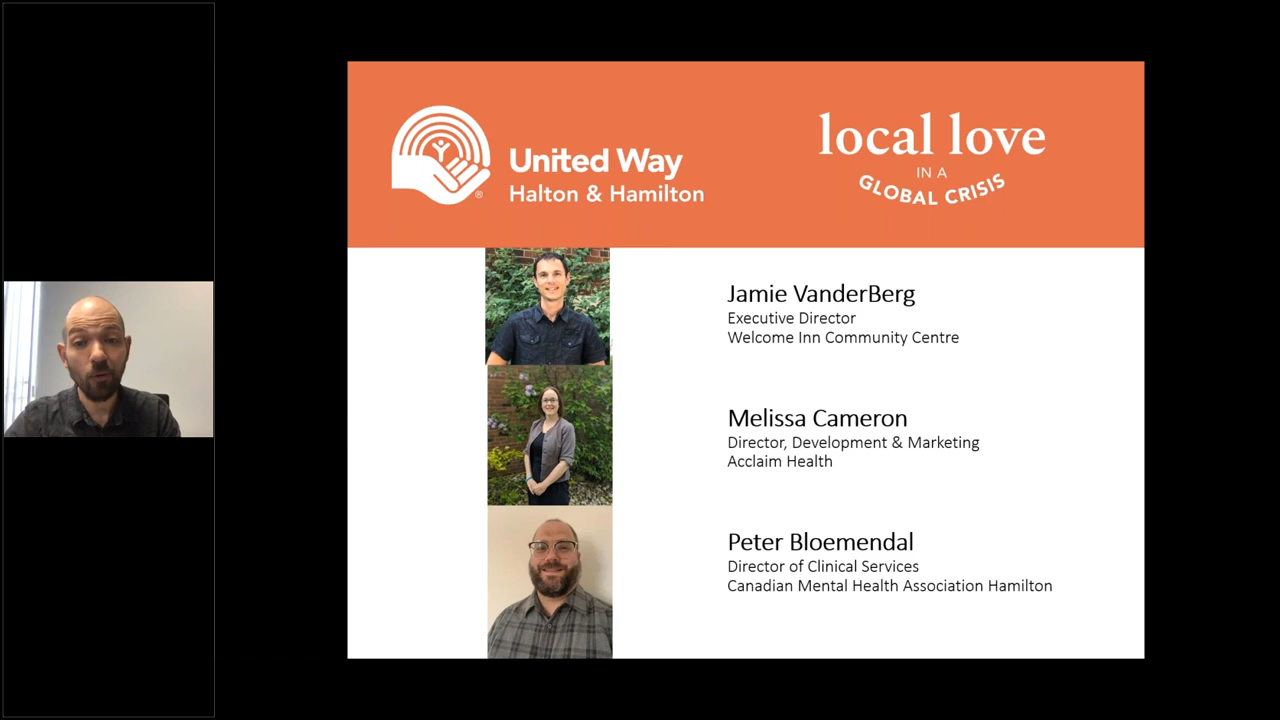 United Way
Halton & Hamilton
®
local love
IN A
GLOBAL CRISIS
Jamie VanderBerg
Executive Director
Welcome Inn Community Centre
Melissa Cameron
Director, Development & Marketing
Acclaim Health
Peter Bloemendal
Director of Clinical Services
Canadian Mental Health Association Hamilton